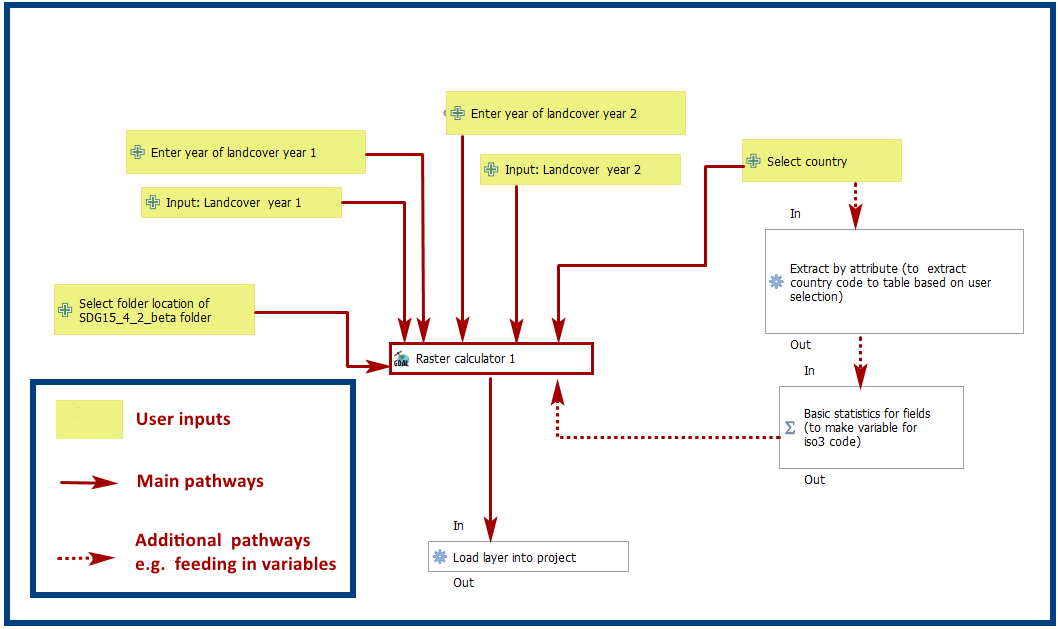 Enter year of landcover year 2
Enter year of landcover year 1
Input: Landcover  year 2
Select country
Input: Landcover  year 1
In
Extract by attribute (to  extract
country code to table based on user
selection)
Select folder location of
SDG15_4_2_beta folder
Out
GDAL
Raster calculator 1
In
Basic statistics for fields
(to make variable for
iso3 code)
Out
User inputs
Main pathways
Additional  pathways
e.g.  feeding in variables
In
Load layer into project
Out